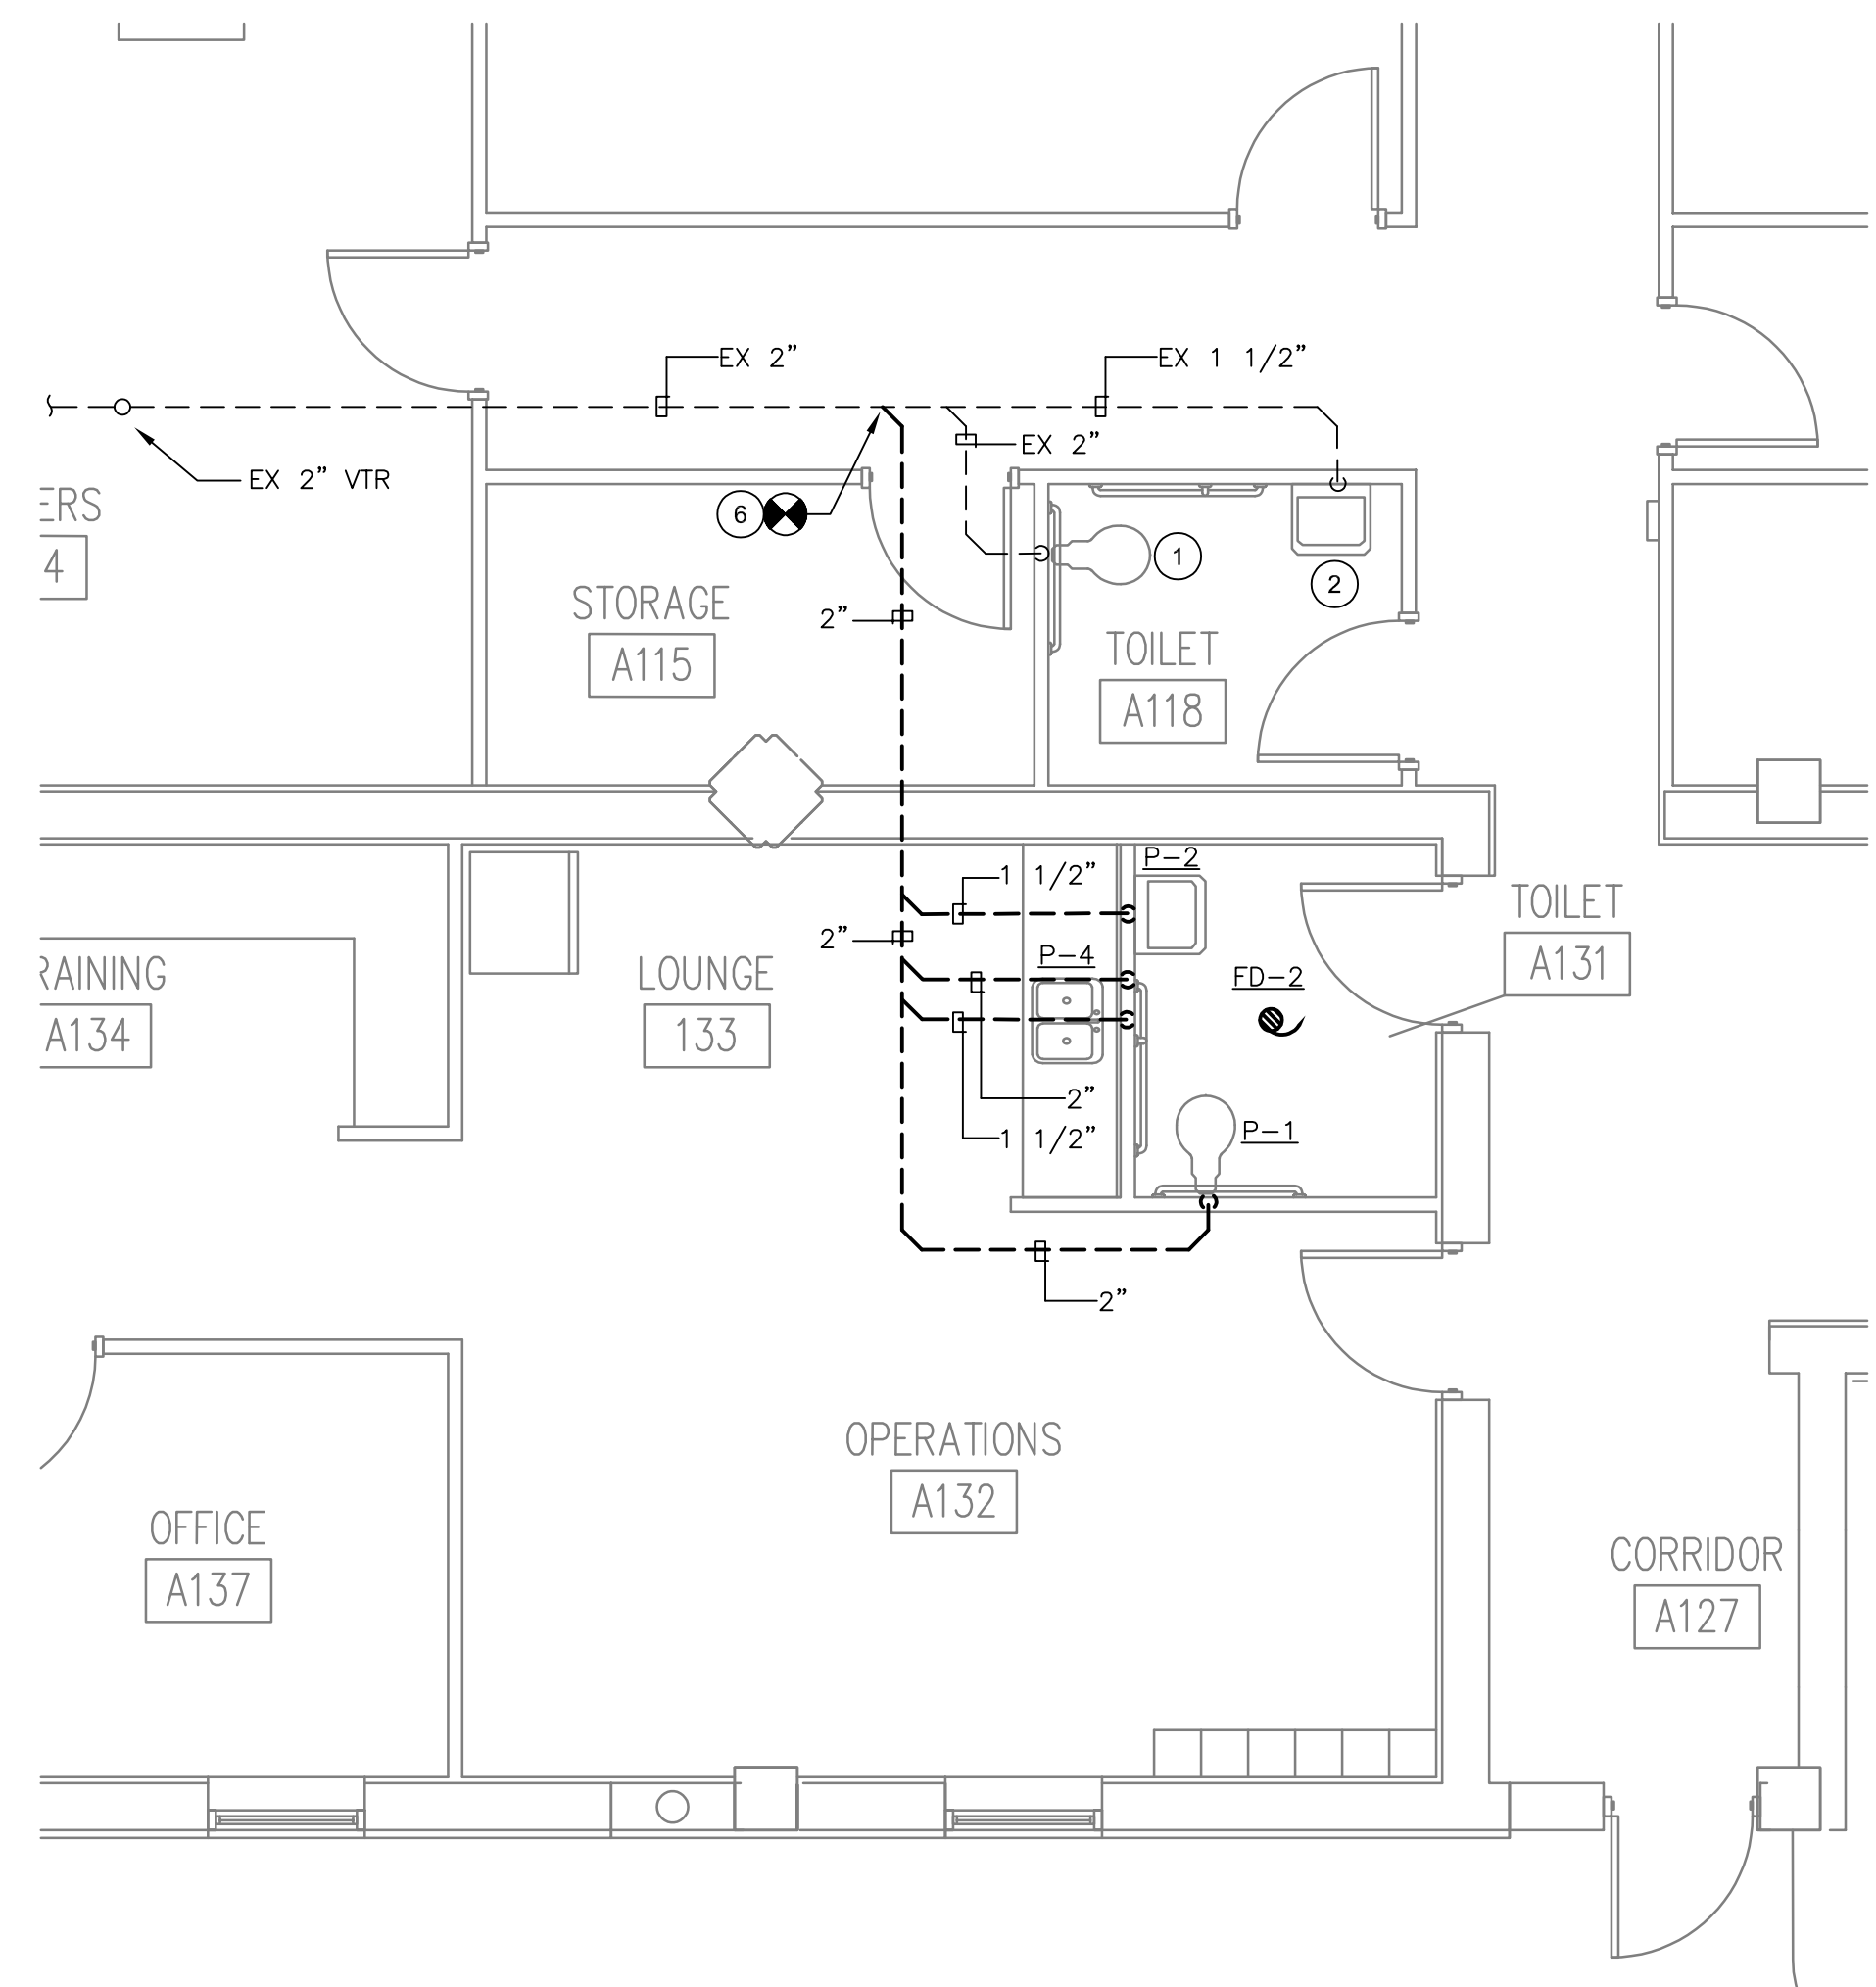 EX 2”
EX 1 1/2”
EX 2”
EX 2” VTR
ERS
4
6
1
2
STORAGE
A115
2”
TOILET
A118
1 1/2”
P-2
2”
P-4
TOILET
A131
RAINING
A134
LOUNGE
133
FD-2
2”
1 1/2”
P-1
2”
OPERATIONS
A132
OFFICE
A137
CORRIDOR
A127